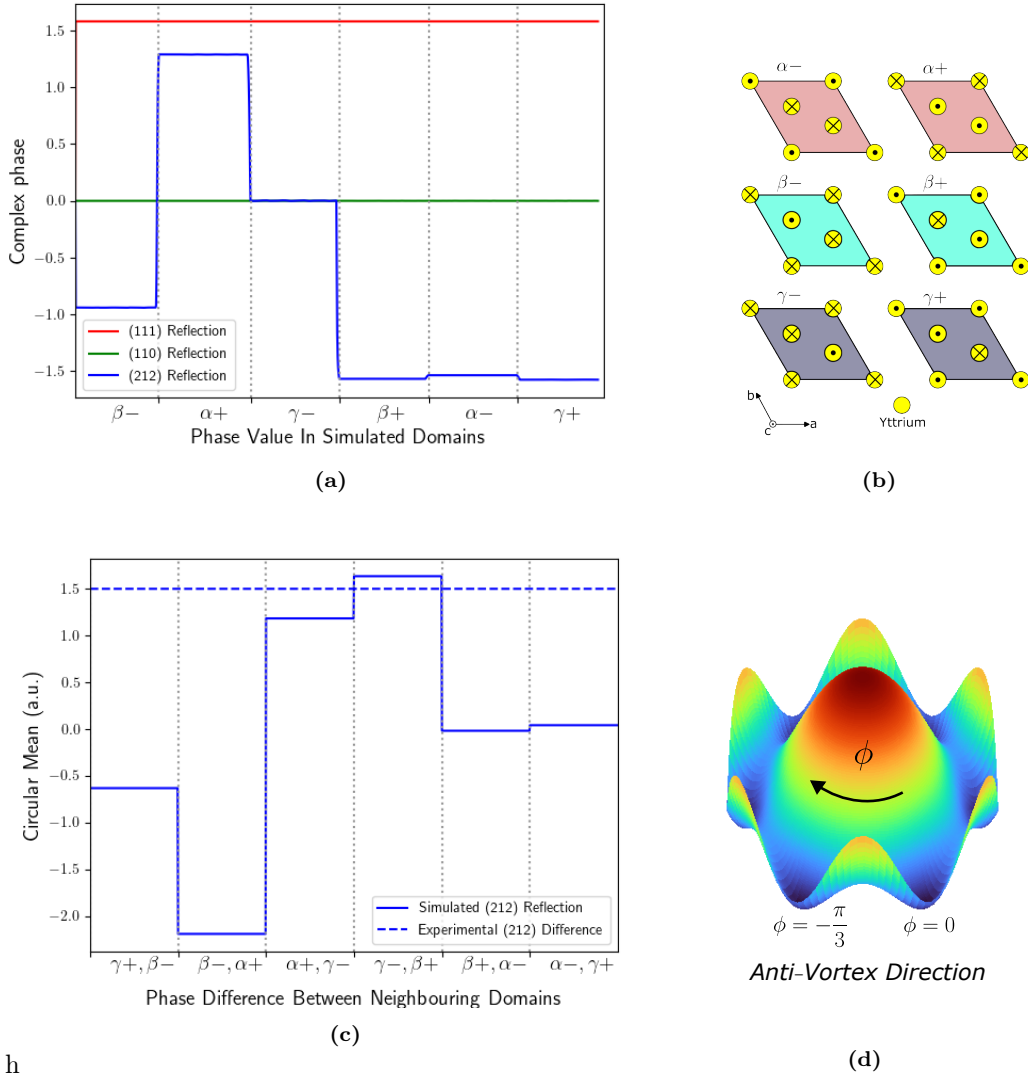 1.5
1.0
0.5
0.0
−0.5
−1.0
−1.5
Complex phase
(111) Reflection
(110) Reflection
(212) Reflection
β− α+ γ− β+ α− γ+
Phase Value In Simulated Domains
(a)
α− α+
β− β+
γ− γ+
b
c
a
Yttrium
(b)
1.5
1.0
0.5
0.0
−0.5
−1.0
−1.5
−2.0
Circular Mean (a.u.)
Simulated (212) Reflection
Experimental (212) Difference
γ+, β− β−, α+ α+, γ− γ−, β+ β+, α− α−, γ+
Phase Difference Between Neighbouring Domains
(c)
ϕ
ϕ = −π/3 ϕ = 0
Anti-Vortex Direction
(d)
h